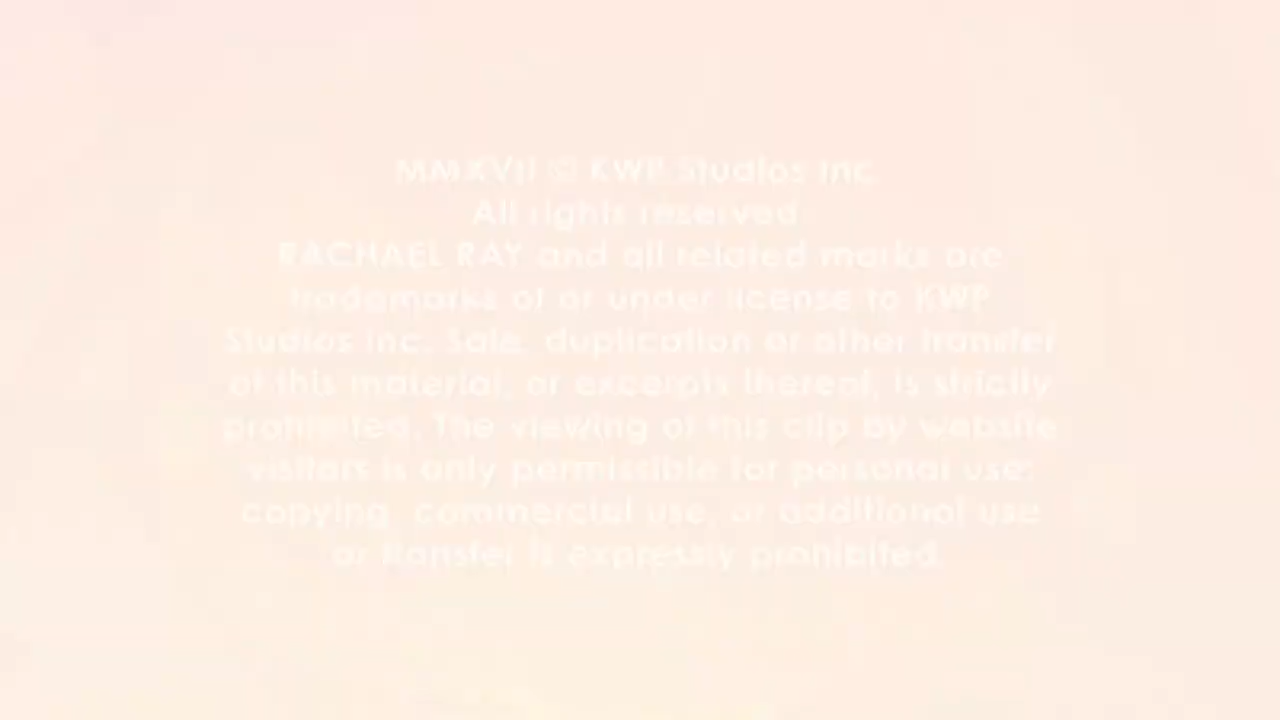 MMXVII © KWP Studios Inc.
All rights reserved
RACHAEL RAY and all related marks are
trademarks of or under license to KWP
Studios Inc. Sale, duplication or other transfer
of this material, or excerpts thereof, is strictly
prohibited. The viewing of this clip by website
visitors is only permissible for personal use;
copying, commercial use, or additional use
or transfer is expressly prohibited.